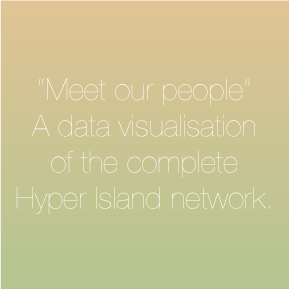 "Meet our people"
A data visualisation
of the complete
Hyper Island network.